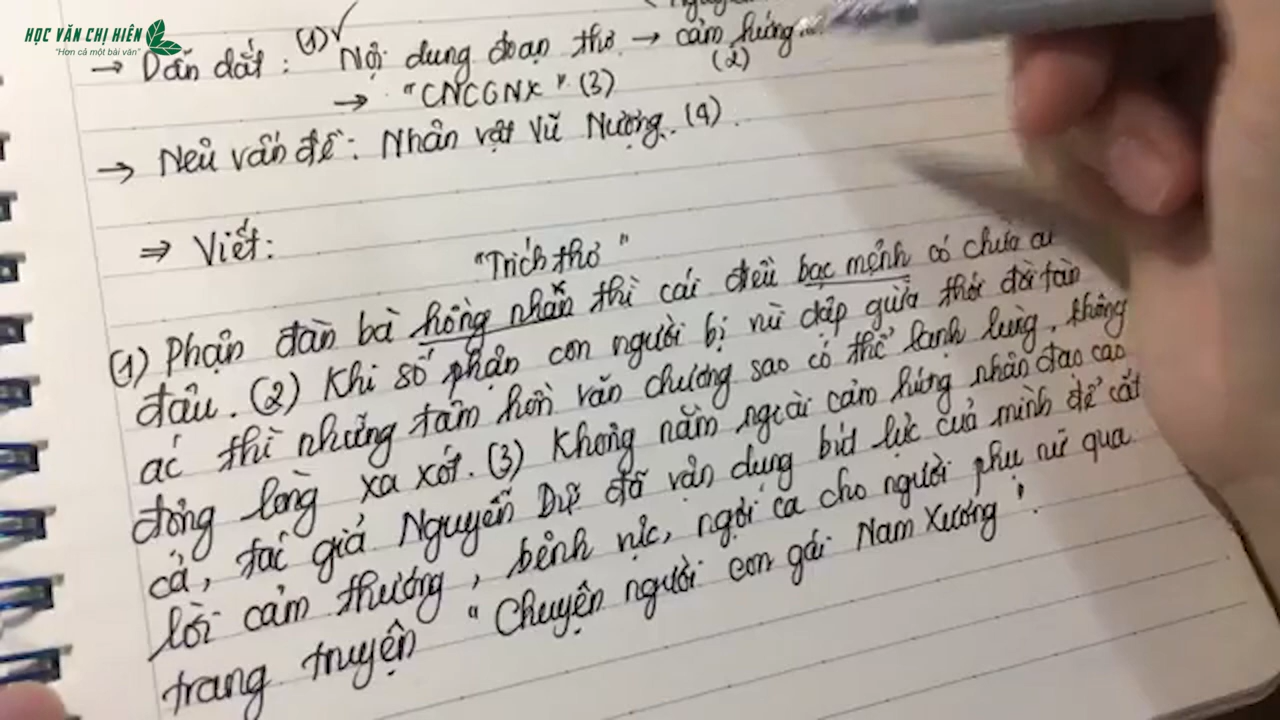 HỌC VĂN CHỊ HIÊN
"Hơn cả một bài văn"
→ Dẫn dắt: (1) Nội dung đoạn thơ → cảm hứng...
(2)
→ "CNCGNX" (3)
→ Nêu vấn đề: Nhân vật Vũ Nương. (4)
⇒ Viết:
"Trích thơ"
(1) Phận đàn bà hồng nhan thì cái điều bạc mệnh có chừa ai
đâu. (2) Khi số phận con người bị vùi dập giữa thời đời tàn
ác thì những tâm hồn văn chương sao có thể lạnh lùng, không
động lòng xa xót. (3) Không nằm ngoài cảm hứng nhân đạo cao
cả, tác giả Nguyễn Dữ đã vận dụng bút lực của mình để cất
lời cảm thương, bênh vực, ngợi ca cho người phụ nữ qua
trang truyện "Chuyện người con gái Nam Xương".